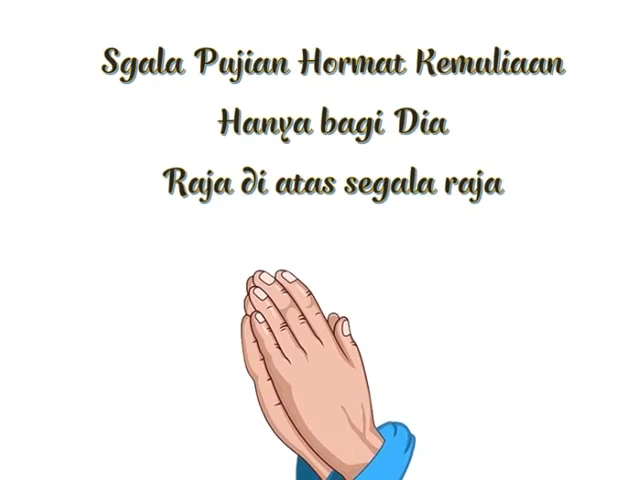 Sgala Pujian Hormat Kemuliaan
Hanya bagi Dia
Raja di atas segala raja